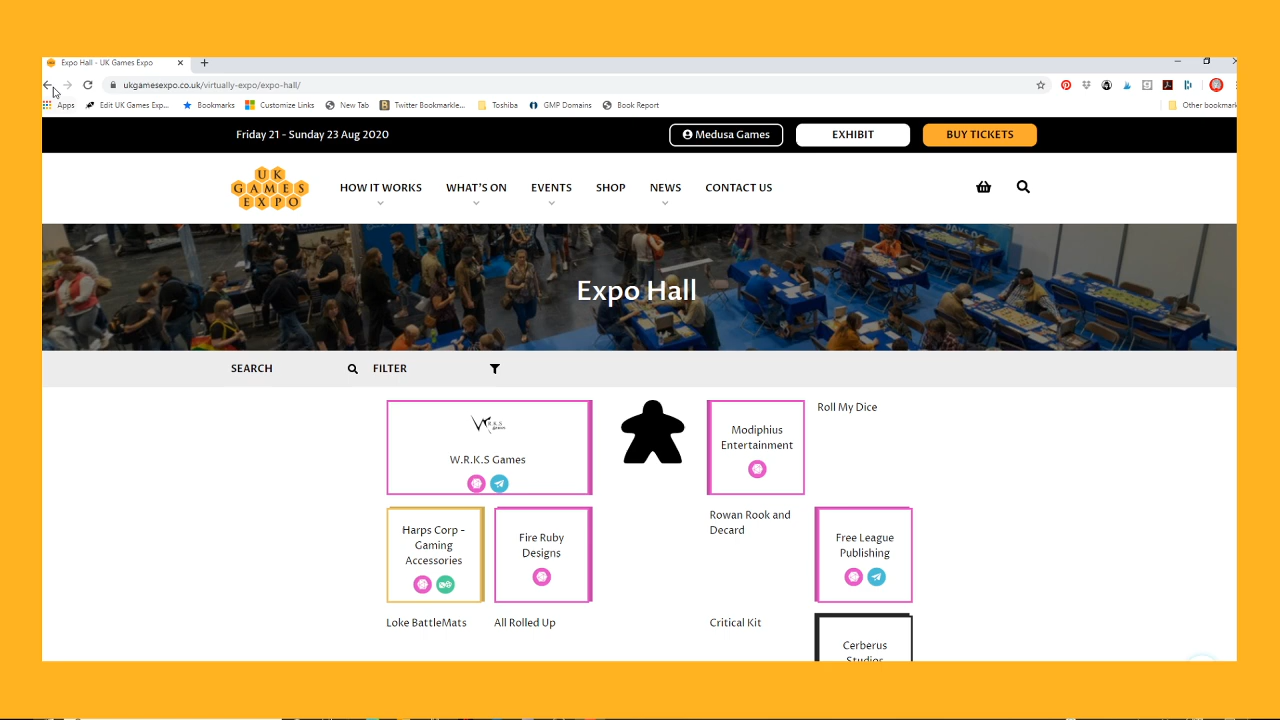 Expo Hall - UK Games Expo
ukgamesexpo.co.uk/virtually-expo/expo-hall/
Apps
Edit UK Games Exp...
Bookmarks
Customize Links
New Tab
Twitter Bookmarkle...
Toshiba
GMP Domains
Book Report
Other bookmark
Friday 21 - Sunday 23 Aug 2020
Medusa Games
EXHIBIT
BUY TICKETS
UK
GAMES
EXPO
HOW IT WORKS
WHAT'S ON
EVENTS
SHOP
NEWS
CONTACT US
Expo Hall
SEARCH
FILTER
W.R.K.S Games
Modiphius
Entertainment
Roll My Dice
Harps Corp -
Gaming
Accessories
Fire Ruby
Designs
Rowan Rook and
Decard
Free League
Publishing
Loke BattleMats
All Rolled Up
Critical Kit
Cerberus
Studios